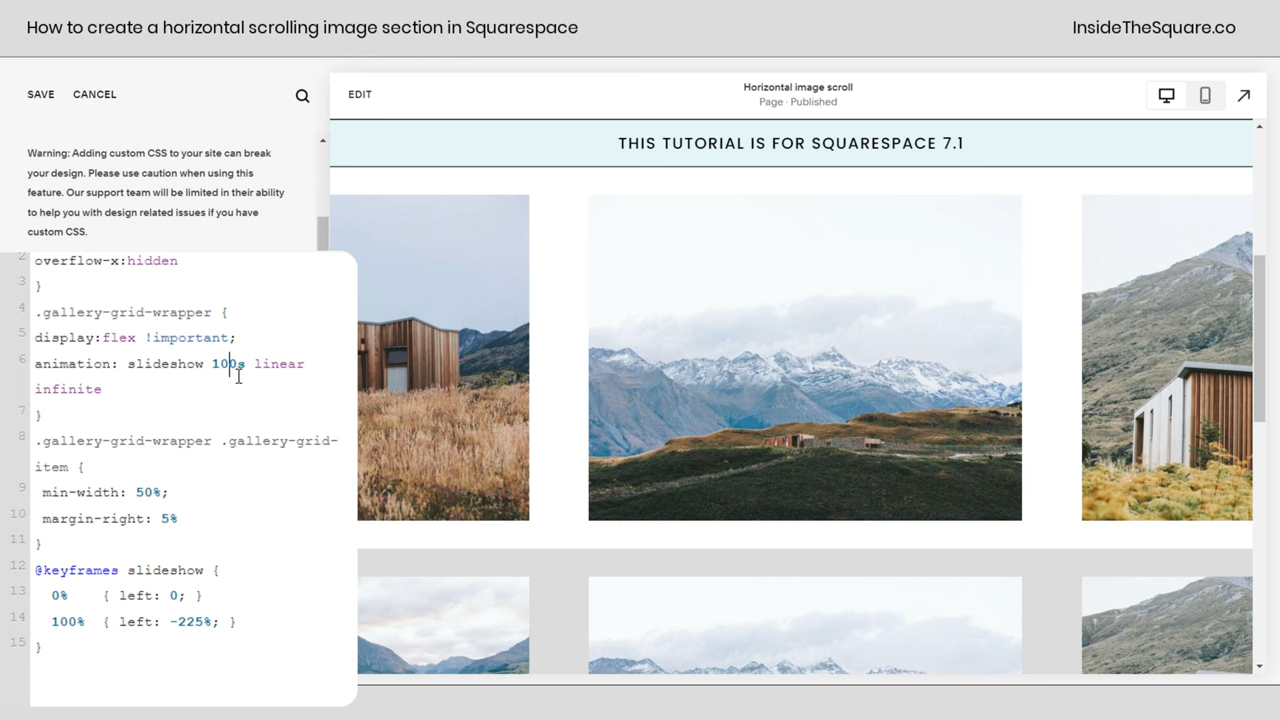 How to create a horizontal scrolling image section in Squarespace
InsideTheSquare.co
SAVE CANCEL
EDIT
Horizontal image scroll
Page · Published
Warning: Adding custom CSS to your site can break
your design. Please use caution when using this
feature. Our support team will be limited in their ability
to help you with design related issues if you have
custom CSS.
THIS TUTORIAL IS FOR SQUARESPACE 7.1
2 overflow-x:hidden
3 }
4 .gallery-grid-wrapper {
5 display:flex !important;
6 animation: slideshow 100s linear
infinite
7 }
8 .gallery-grid-wrapper .gallery-grid-
item {
9 min-width: 50%;
10 margin-right: 5%
11 }
12 @keyframes slideshow {
13 0% { left: 0; }
14 100% { left: -225%; }
15 }